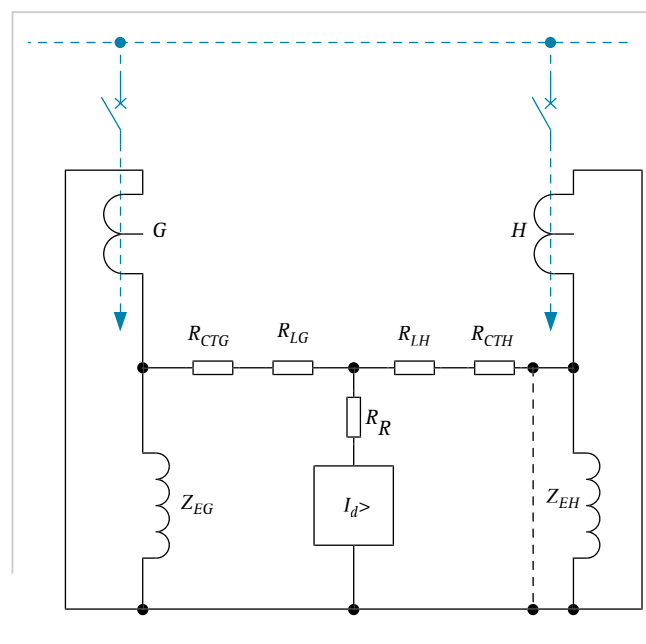 G
H
R_CTG
R_LG
R_LH
R_CTH
R_R
Z_EG
I_d>
Z_EH